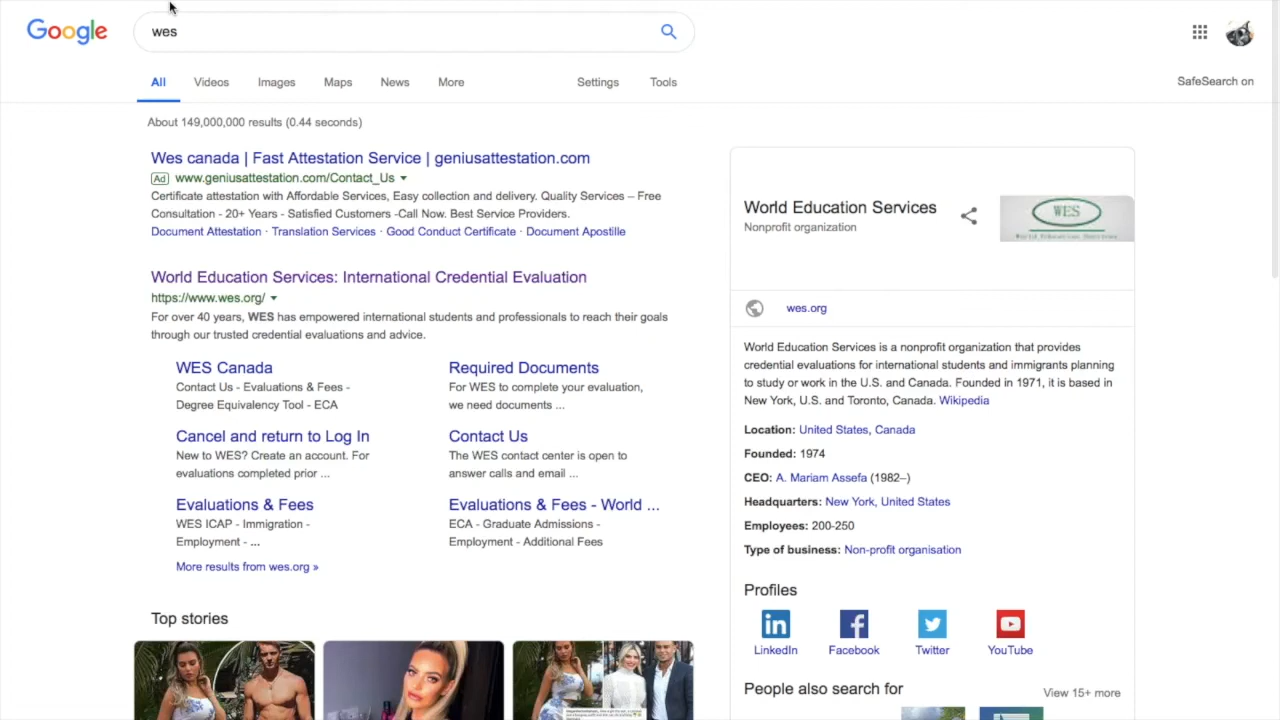 Google
wes
All
Videos
Images
Maps
News
More
Settings
Tools
SafeSearch on
About 149,000,000 results (0.44 seconds)
Wes canada | Fast Attestation Service | geniusattestation.com
Ad www.geniusattestation.com/Contact_Us
Certificate attestation with Affordable Services, Easy collection and delivery. Quality Services – Free
Consultation - 20+ Years - Satisfied Customers -Call Now. Best Service Providers.
Document Attestation · Translation Services · Good Conduct Certificate · Document Apostille
World Education Services: International Credential Evaluation
https://www.wes.org/
For over 40 years, WES has empowered international students and professionals to reach their goals
through our trusted credential evaluations and advice.
WES Canada
Contact Us - Evaluations & Fees -
Degree Equivalency Tool - ECA
Required Documents
For WES to complete your evaluation,
we need documents ...
Cancel and return to Log In
New to WES? Create an account. For
evaluations completed prior ...
Contact Us
The WES contact center is open to
answer calls and email ...
Evaluations & Fees
WES ICAP - Immigration -
Employment - ...
Evaluations & Fees - World ...
ECA - Graduate Admissions -
Employment - Additional Fees
More results from wes.org »
Top stories
World Education Services
Nonprofit organization
WES
World Education Services
wes.org
World Education Services is a nonprofit organization that provides
credential evaluations for international students and immigrants planning
to study or work in the U.S. and Canada. Founded in 1971, it is based in
New York, U.S. and Toronto, Canada. Wikipedia
Location: United States, Canada
Founded: 1974
CEO: A. Mariam Assefa (1982–)
Headquarters: New York, United States
Employees: 200-250
Type of business: Non-profit organisation
Profiles
LinkedIn
Facebook
Twitter
YouTube
People also search for
View 15+ more